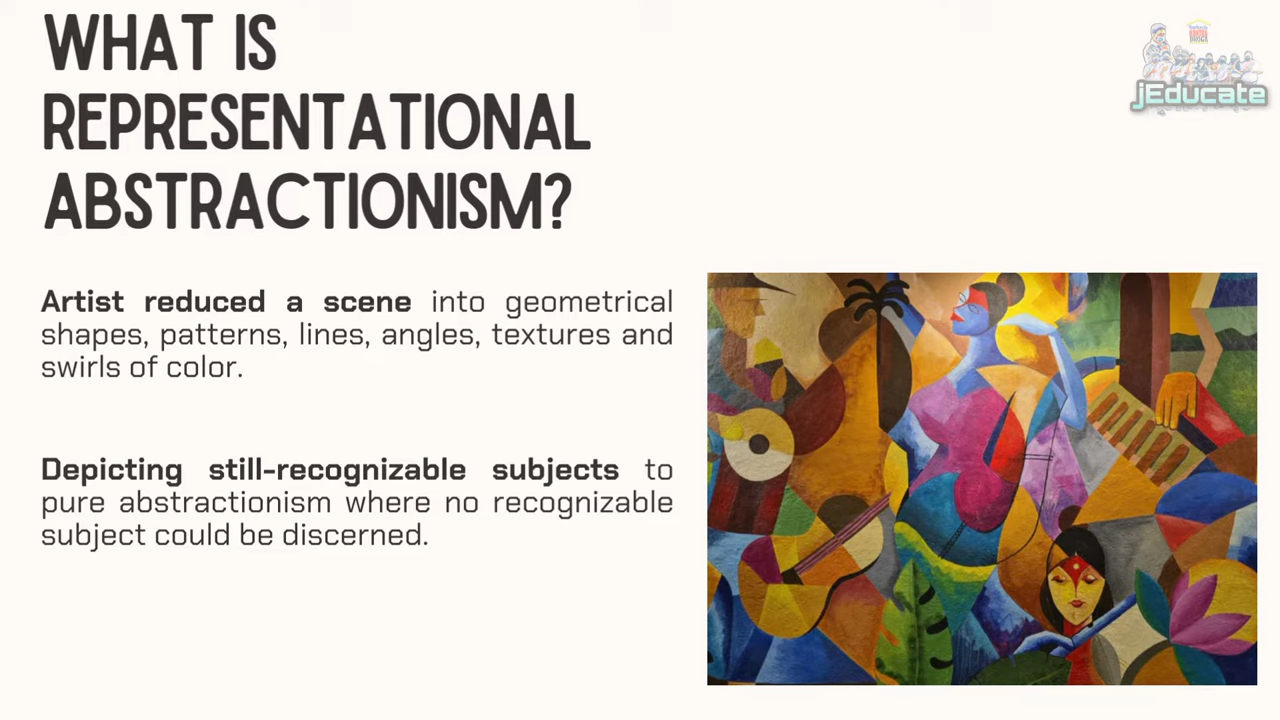 WHAT IS
REPRESENTATIONAL
ABSTRACTIONISM?
jEducate
Artist reduced a scene into geometrical
shapes, patterns, lines, angles, textures and
swirls of color.
Depicting still-recognizable subjects to
pure abstractionism where no recognizable
subject could be discerned.